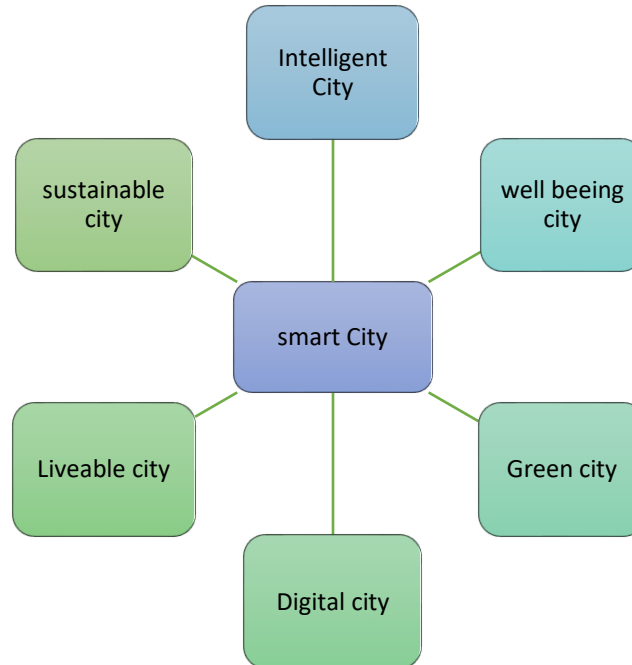 Intelligent
City
sustainable
city
well beeing
city
smart City
Liveable city
Green city
Digital city